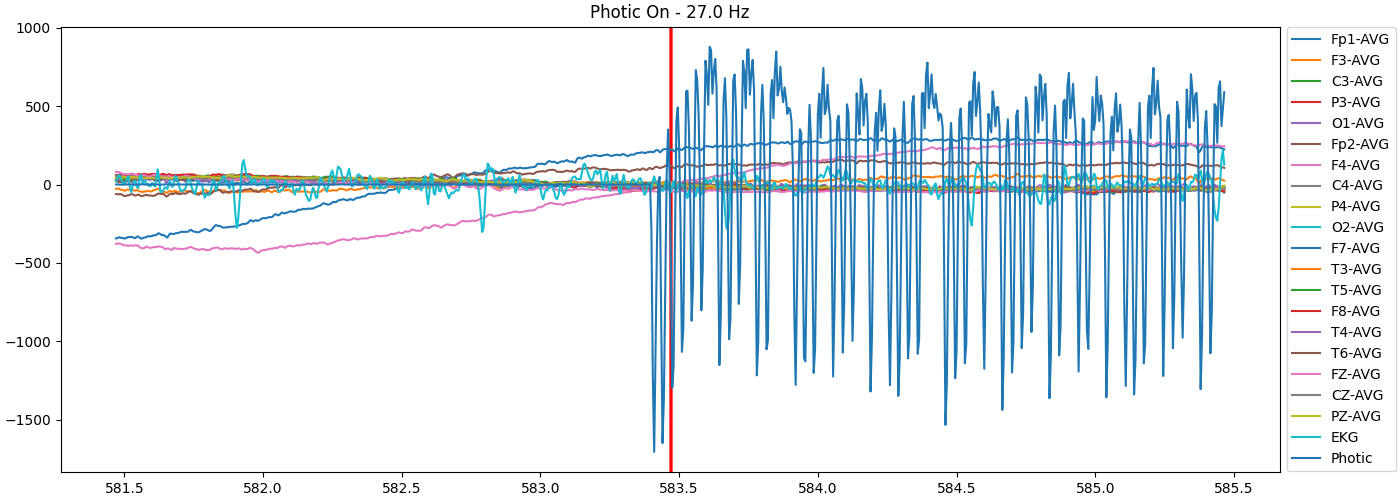 Photic On - 27.0 Hz
1000
500
0
−500
−1000
−1500
581.5 582.0 582.5 583.0 583.5 584.0 584.5 585.0 585.5
Fp1-AVG
F3-AVG
C3-AVG
P3-AVG
O1-AVG
Fp2-AVG
F4-AVG
C4-AVG
P4-AVG
O2-AVG
F7-AVG
T3-AVG
T5-AVG
F8-AVG
T4-AVG
T6-AVG
FZ-AVG
CZ-AVG
PZ-AVG
EKG
Photic